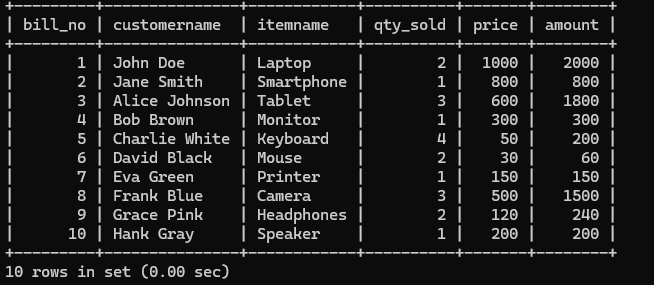 +---------+---------------+-------------+----------+-------+--------+
| bill_no | customername  | itemname    | qty_sold | price | amount |
+---------+---------------+-------------+----------+-------+--------+
|       1 | John Doe      | Laptop      |        2 |  1000 |   2000 |
|       2 | Jane Smith    | Smartphone  |        1 |   800 |    800 |
|       3 | Alice Johnson | Tablet      |        3 |   600 |   1800 |
|       4 | Bob Brown     | Monitor     |        1 |   300 |    300 |
|       5 | Charlie White | Keyboard    |        4 |    50 |    200 |
|       6 | David Black   | Mouse       |        2 |    30 |     60 |
|       7 | Eva Green     | Printer     |        1 |   150 |    150 |
|       8 | Frank Blue    | Camera      |        3 |   500 |   1500 |
|       9 | Grace Pink    | Headphones  |        2 |   120 |    240 |
|      10 | Hank Gray     | Speaker     |        1 |   200 |    200 |
+---------+---------------+-------------+----------+-------+--------+
10 rows in set (0.00 sec)